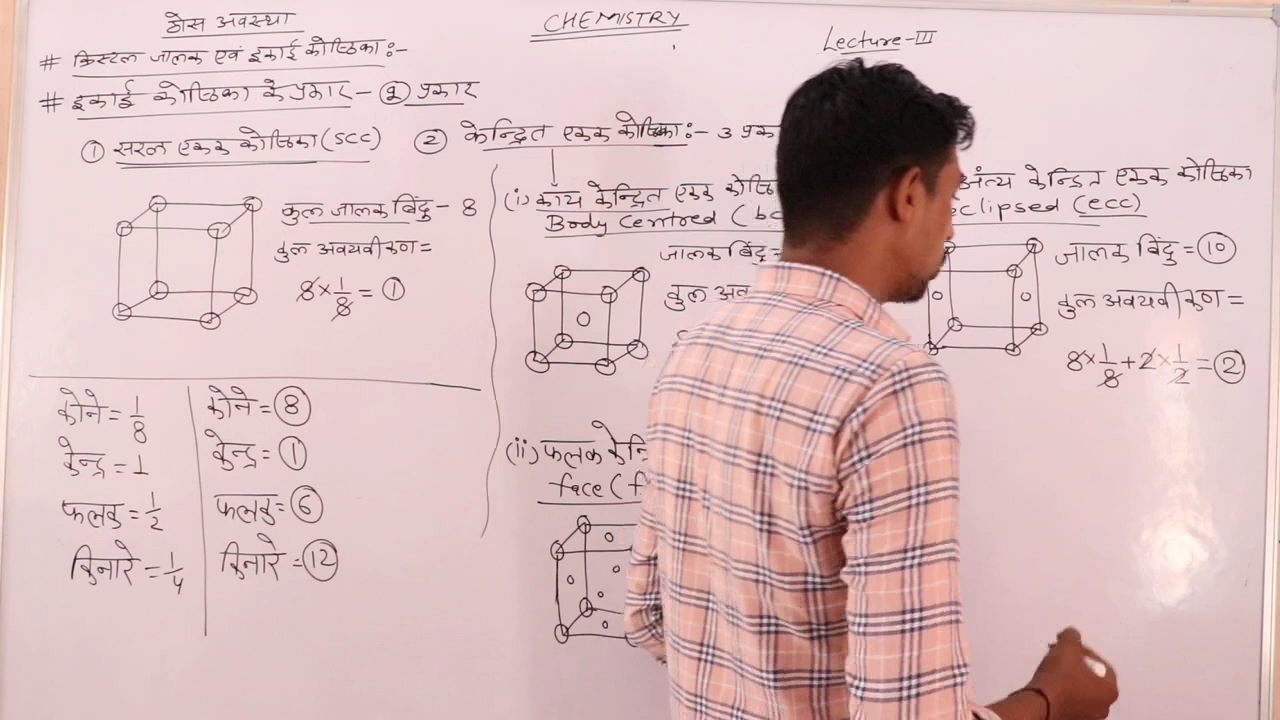 ठोस अवस्था
CHEMISTRY
Lecture-III
# क्रिस्टल जालक एवं इकाई कोष्ठिका:-
# इकाई कोष्ठिका के प्रकार - 2 प्रकार
① सरल एकक कोष्ठिका (SCC)
कुल जालक बिंदु - 8
कुल अवयवी कण =
8×1/8 = ①
② केन्द्रित एकक कोष्ठिका:- 3
(i) काय केन्द्रित एकक
Body Centred (bc
जालक बिंदु =
कुल
(ii) फलक
face (f
अंत्य केन्द्रित एकक कोष्ठिका
eclipsed (ecc)
जालक बिंदु = ⑩
कुल अवयवी कण =
8×1/8 + 2×1/2 = ②
कोने = 1/8
केन्द्र = 1
फलक = 1/2
किनारे = 1/4
कोने = ⑧
केन्द्र = ①
फलक = ⑥
किनारे = ⑫